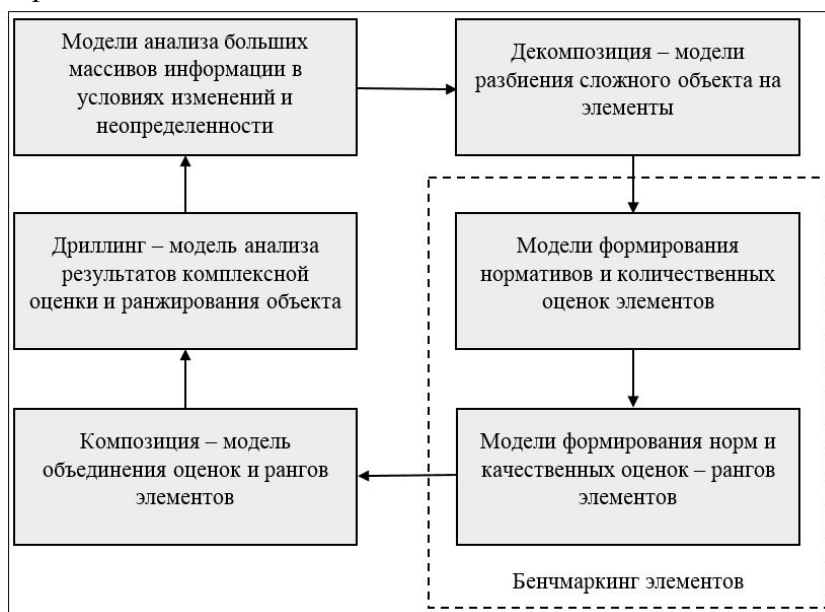 Модели анализа больших
массивов информации в
условиях изменений и
неопределенности
Декомпозиция – модели
разбиения сложного объекта на
элементы
Дриллинг – модель анализа
результатов комплексной
оценки и ранжирования объекта
Модели формирования
нормативов и количественных
оценок элементов
Композиция – модель
объединения оценок и рангов
элементов
Модели формирования норм и
качественных оценок – рангов
элементов
Бенчмаркинг элементов